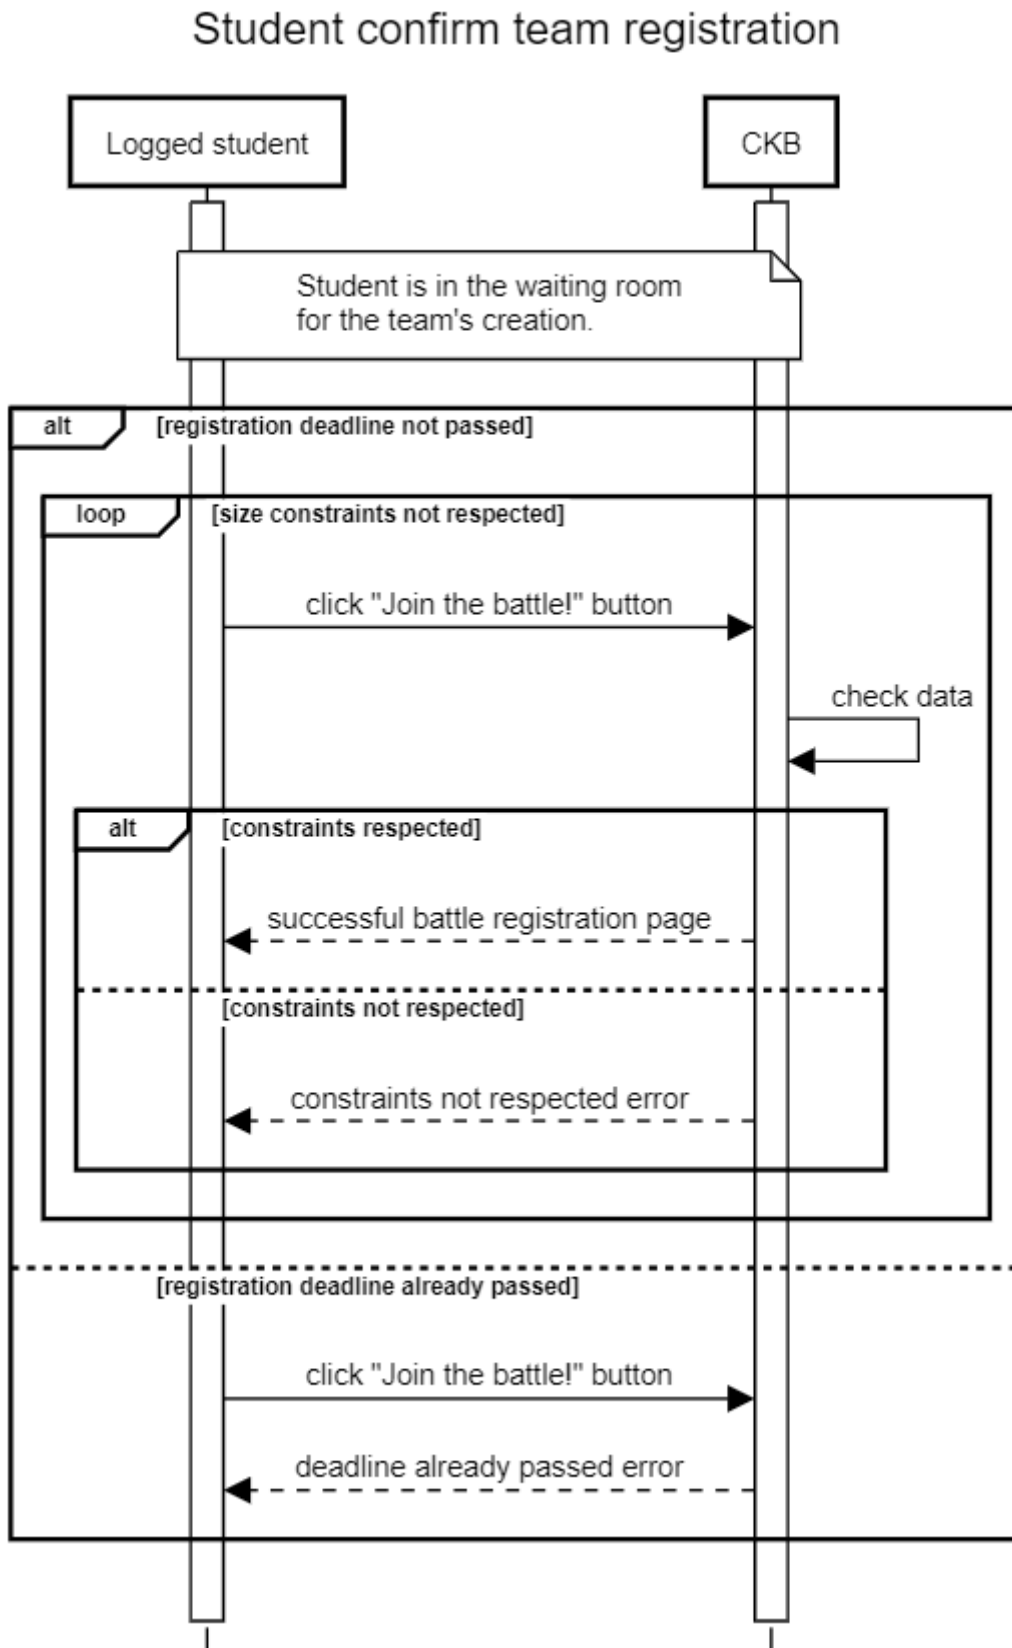 Student confirm team registration
Logged student
CKB
Student is in the waiting room
for the team's creation.
alt
[registration deadline not passed]
loop
[size constraints not respected]
click "Join the battle!" button
check data
alt
[constraints respected]
successful battle registration page
[constraints not respected]
constraints not respected error
[registration deadline already passed]
click "Join the battle!" button
deadline already passed error